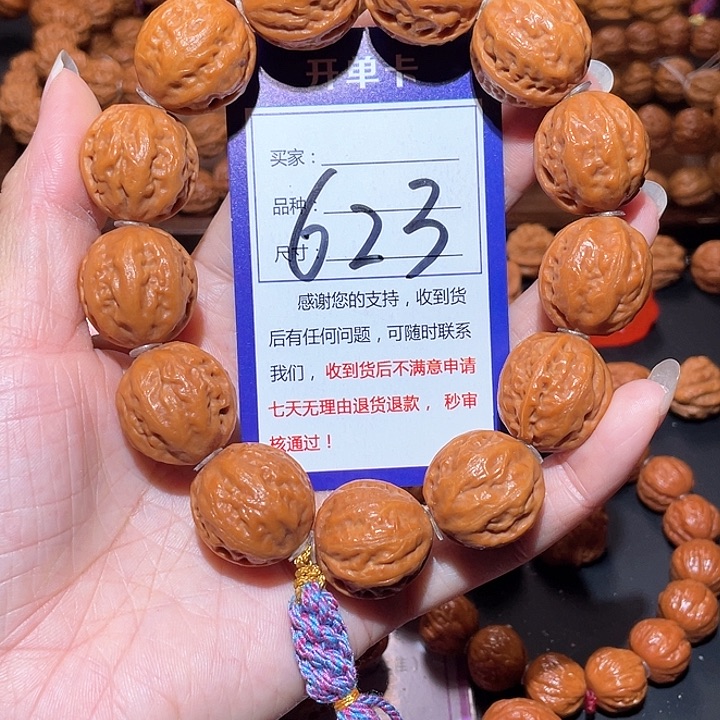 开单卡
买家：
品种：
尺寸：
623
感谢您的支持，收到货
后有任何问题，可随时联系
我们，收到货后不满意申请
七天无理由退货退款，秒审
核通过！